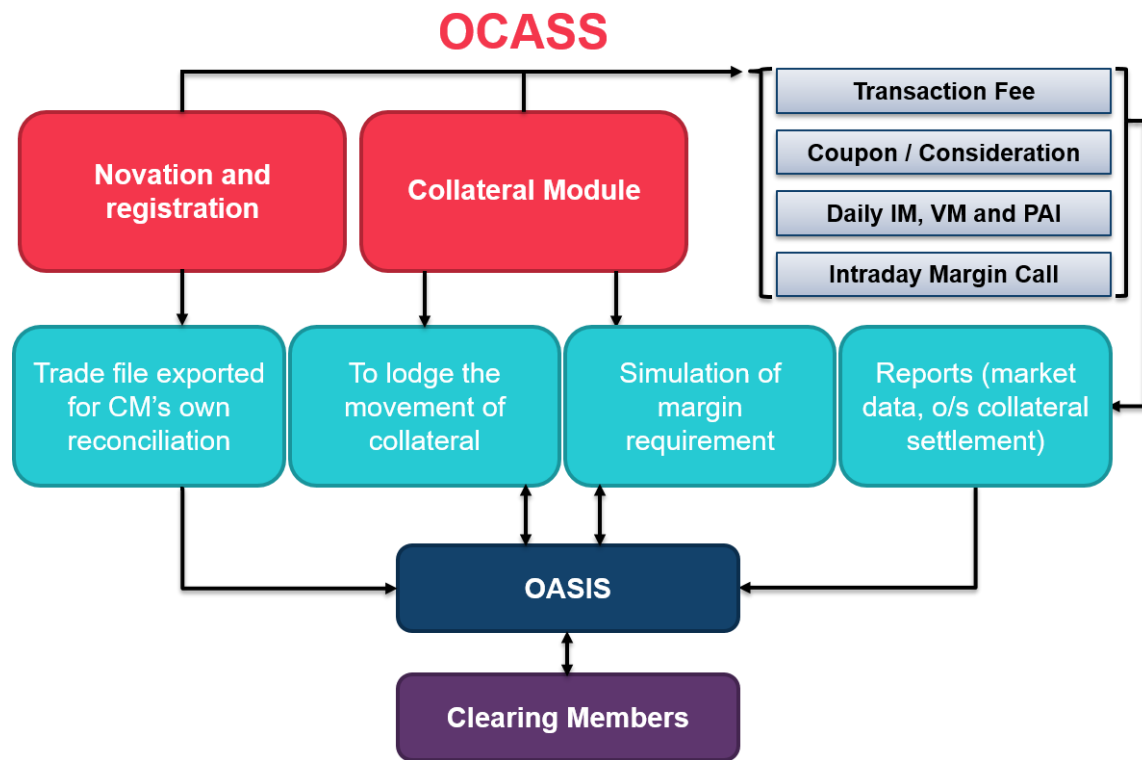 OCASS
Transaction Fee
Coupon / Consideration
Daily IM, VM and PAI
Intraday Margin Call
Novation and
registration
Collateral Module
Trade file exported
for CM's own
reconciliation
To lodge the
movement of
collateral
Simulation of
margin
requirement
Reports (market
data, o/s collateral
settlement)
OASIS
Clearing Members